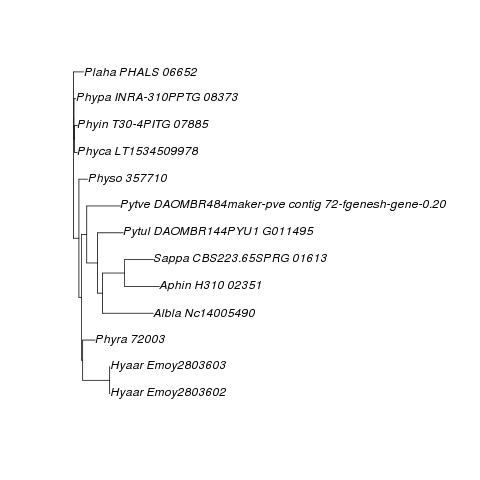 Plaha PHALS 06652
Phypa INRA-310PPTG 08373
Phyin T30-4PITG 07885
Phyca LT1534509978
Physo 357710
Pytve DAOMBR484maker-pve contig 72-fgenesh-gene-0.20
Pytul DAOMBR144PYU1 G011495
Sappa CBS223.65SPRG 01613
Aphin H310 02351
Albla Nc14005490
Phyra 72003
Hyaar Emoy2803603
Hyaar Emoy2803602